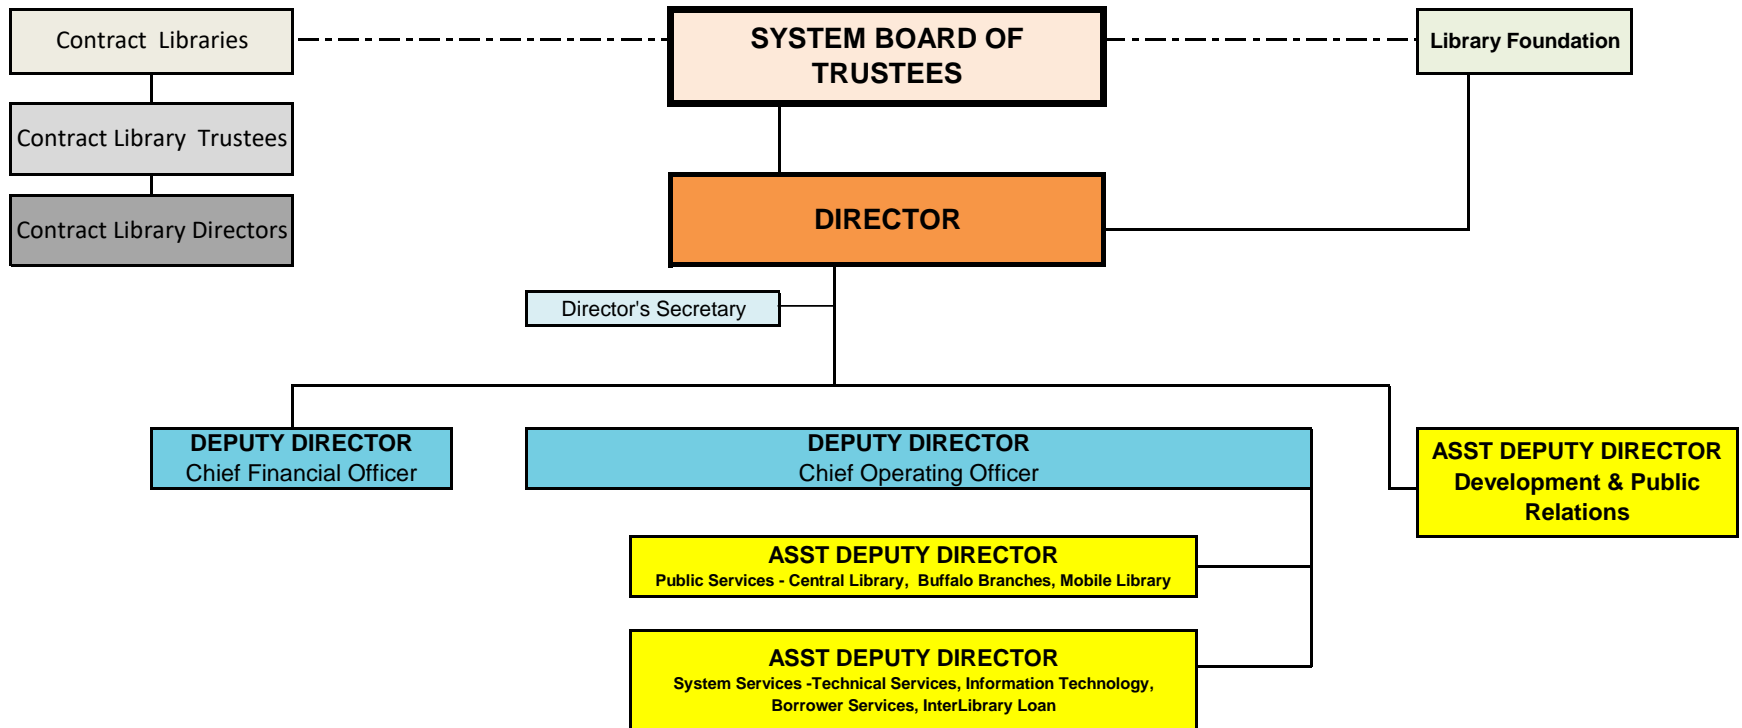 Contract  Libraries
SYSTEM BOARD OF
TRUSTEES
Library Foundation
Contract Library  Trustees
Contract Library Directors
DIRECTOR
Director's Secretary
DEPUTY DIRECTOR
Chief Financial Officer
DEPUTY DIRECTOR
Chief Operating Officer
ASST DEPUTY DIRECTOR
Development & Public
Relations
ASST DEPUTY DIRECTOR
Public Services - Central Library,  Buffalo Branches, Mobile Library
ASST DEPUTY DIRECTOR
System Services -Technical Services, Information Technology,
Borrower Services, InterLibrary Loan